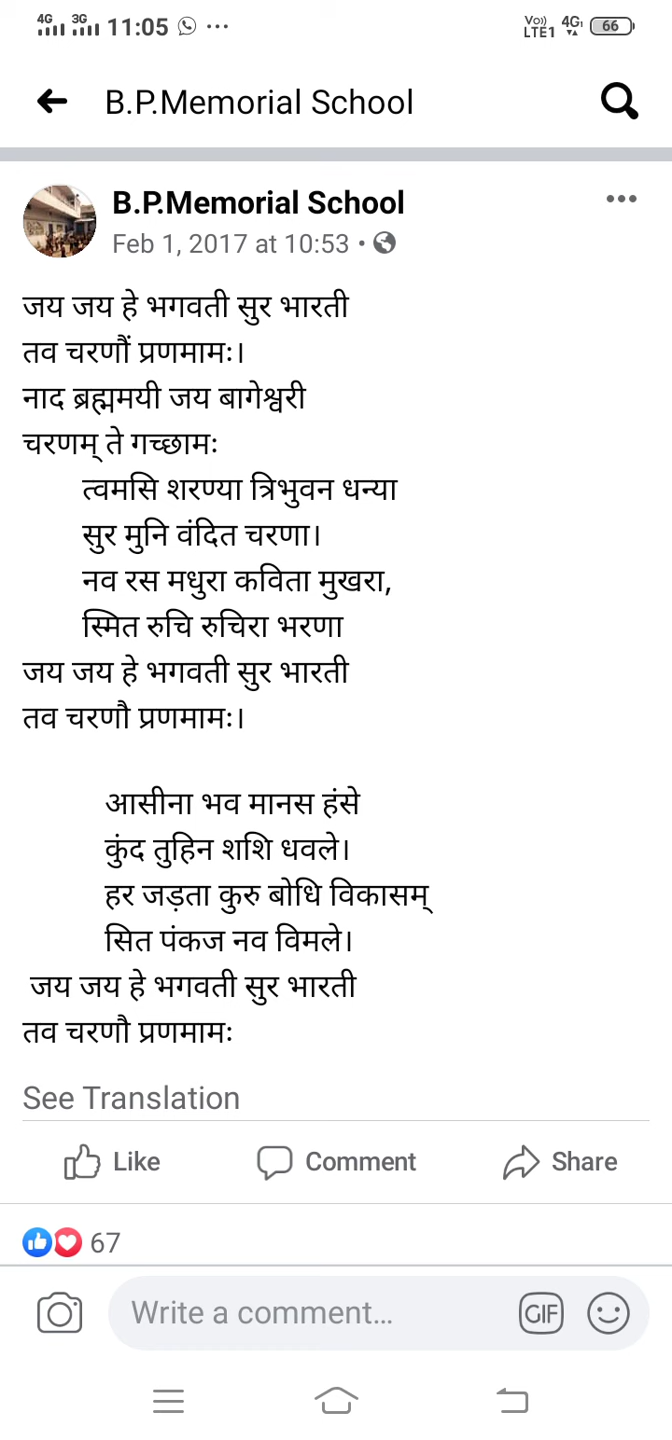 4G 3G 11:05 ... Vo)) LTE1 4G 66
B.P.Memorial School
B.P.Memorial School
Feb 1, 2017 at 10:53 •
जय जय हे भगवती सुर भारती
तव चरणौं प्रणमामः।
नाद ब्रह्ममयी जय बागेश्वरी
चरणम् ते गच्छामः
त्वमसि शरण्या त्रिभुवन धन्या
सुर मुनि वंदित चरणा।
नव रस मधुरा कविता मुखरा,
स्मित रुचि रुचिरा भरणा
जय जय हे भगवती सुर भारती
तव चरणौ प्रणमामः।
आसीना भव मानस हंसे
कुंद तुहिन शशि धवले।
हर जड़ता कुरु बोधि विकासम्
सित पंकज नव विमले।
जय जय हे भगवती सुर भारती
तव चरणौ प्रणमामः
See Translation
Like Comment Share
67
Write a comment... GIF